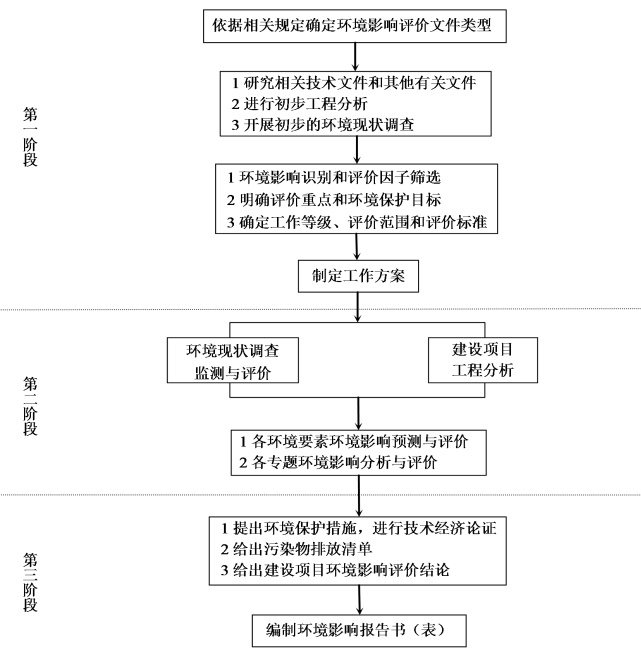 依据相关规定确定环境影响评价文件类型
1 研究相关技术文件和其他有关文件
2 进行初步工程分析
3 开展初步的环境现状调查
第一阶段
1 环境影响识别和评价因子筛选
2 明确评价重点和环境保护目标
3 确定工作等级、评价范围和评价标准
制定工作方案
环境现状调查
监测与评价
建设项目
工程分析
第二阶段
1 各环境要素环境影响预测与评价
2 各专题环境影响分析与评价
1 提出环境保护措施，进行技术经济论证
2 给出污染物排放清单
3 给出建设项目环境影响评价结论
第三阶段
编制环境影响报告书（表）